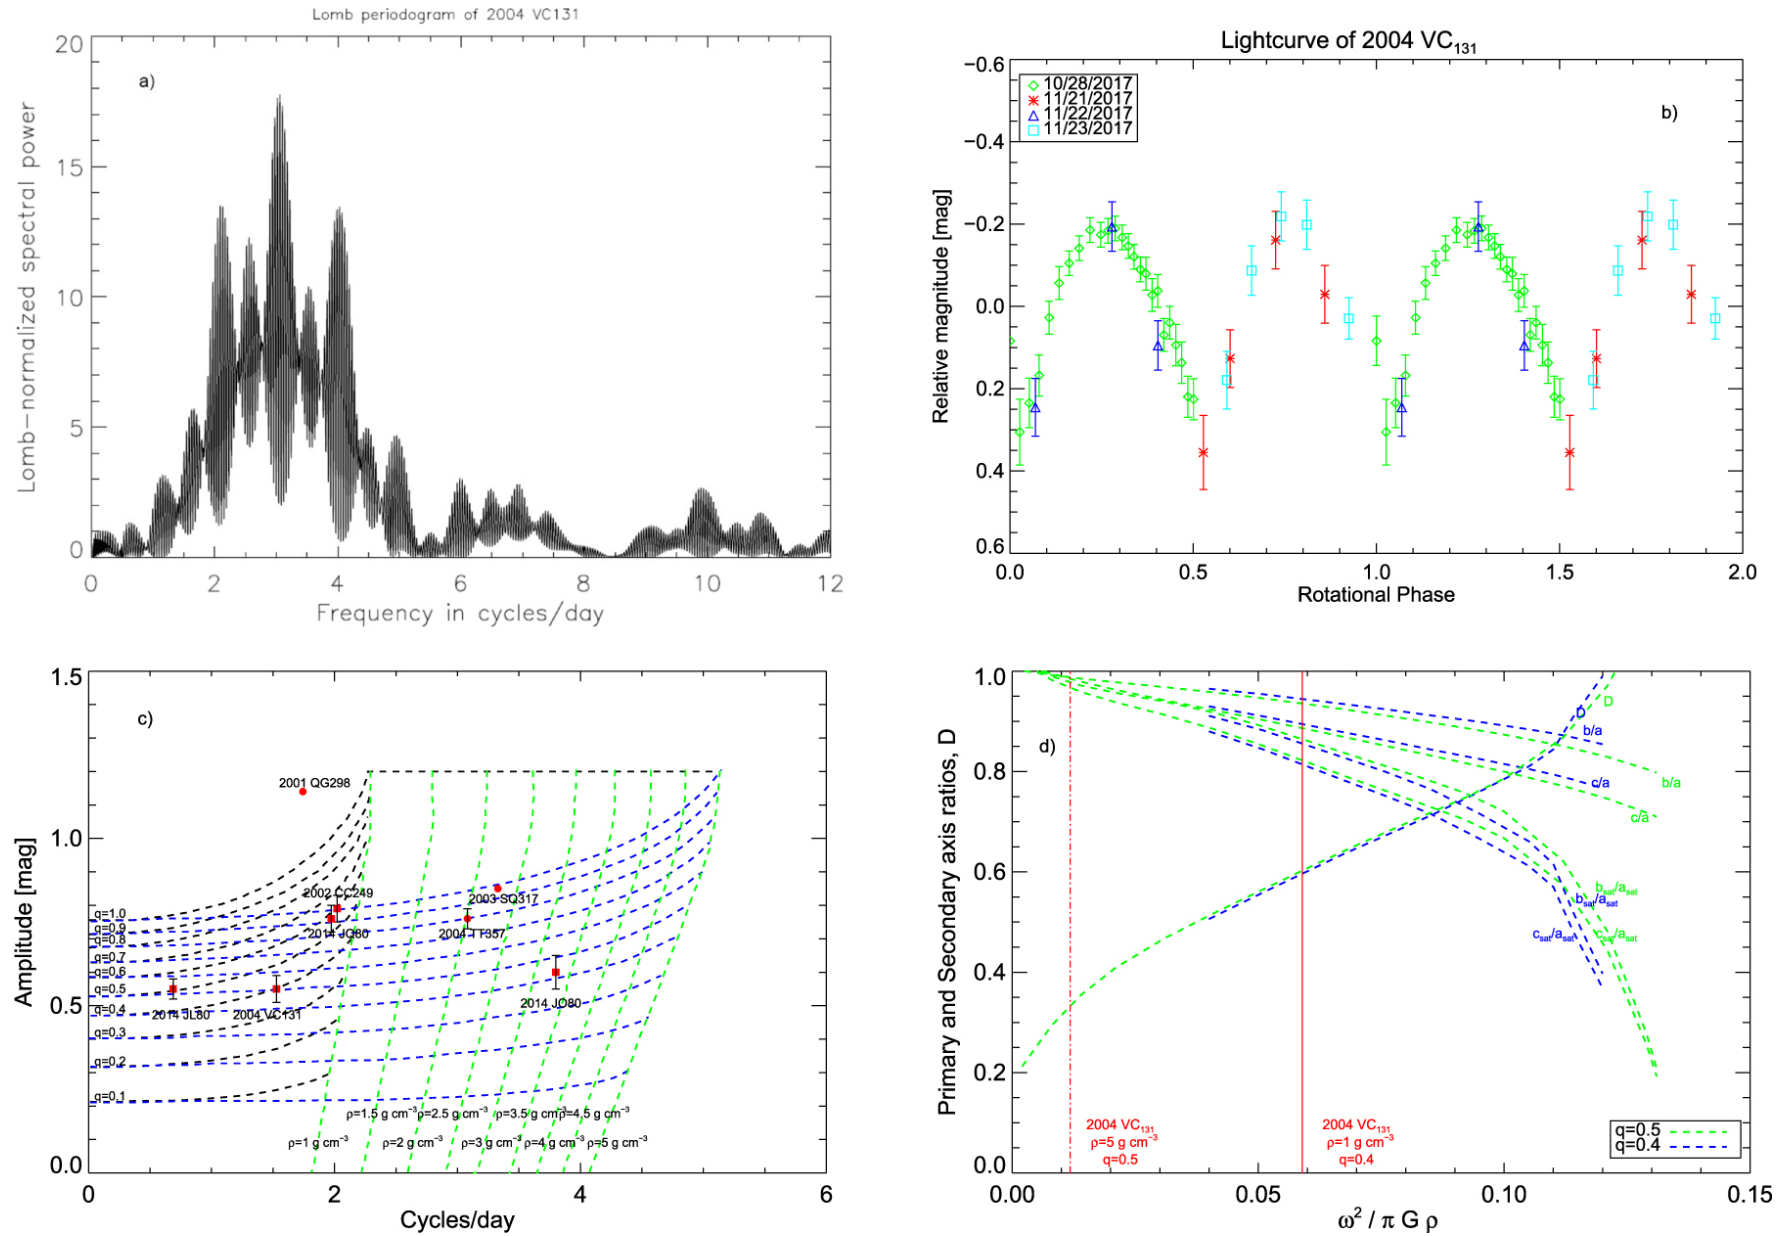 Lomb periodogram of 2004 VC131
a)
Lomb-normalized spectral power
20
15
10
5
0
0 2 4 6 8 10 12
Frequency in cycles/day
Lightcurve of 2004 VC131
b)
10/28/2017
11/21/2017
11/22/2017
11/23/2017
Relative magnitude [mag]
-0.6
-0.4
-0.2
0.0
0.2
0.4
0.6
0.0 0.5 1.0 1.5 2.0
Rotational Phase
c)
Amplitude [mag]
1.5
1.0
0.5
0.0
2001 QG298
2002 CC249
2003 SQ317
2014 JQ80
2004 TT357
2014 JO80
2014 JL80
2004 VC131
q=1.0
q=0.9
q=0.8
q=0.7
q=0.6
q=0.5
q=0.4
q=0.3
q=0.2
q=0.1
ρ=1.5 g cm−3 ρ=2.5 g cm−3 ρ=3.5 g cm−3 ρ=4.5 g cm−3
ρ=1 g cm−3 ρ=2 g cm−3 ρ=3 g cm−3 ρ=4 g cm−3 ρ=5 g cm−3
0 2 4 6
Cycles/day
d)
Primary and Secondary axis ratios, D
1.0
0.8
0.6
0.4
0.2
0.0
D
D
b/a
b/a
c/a
c/a
bsat/asat
bsat/asat
csat/asat
csat/asat
2004 VC131
ρ=5 g cm−3
q=0.5
2004 VC131
ρ=1 g cm−3
q=0.4
q=0.5
q=0.4
0.00 0.05 0.10 0.15
ω2 / π G ρ